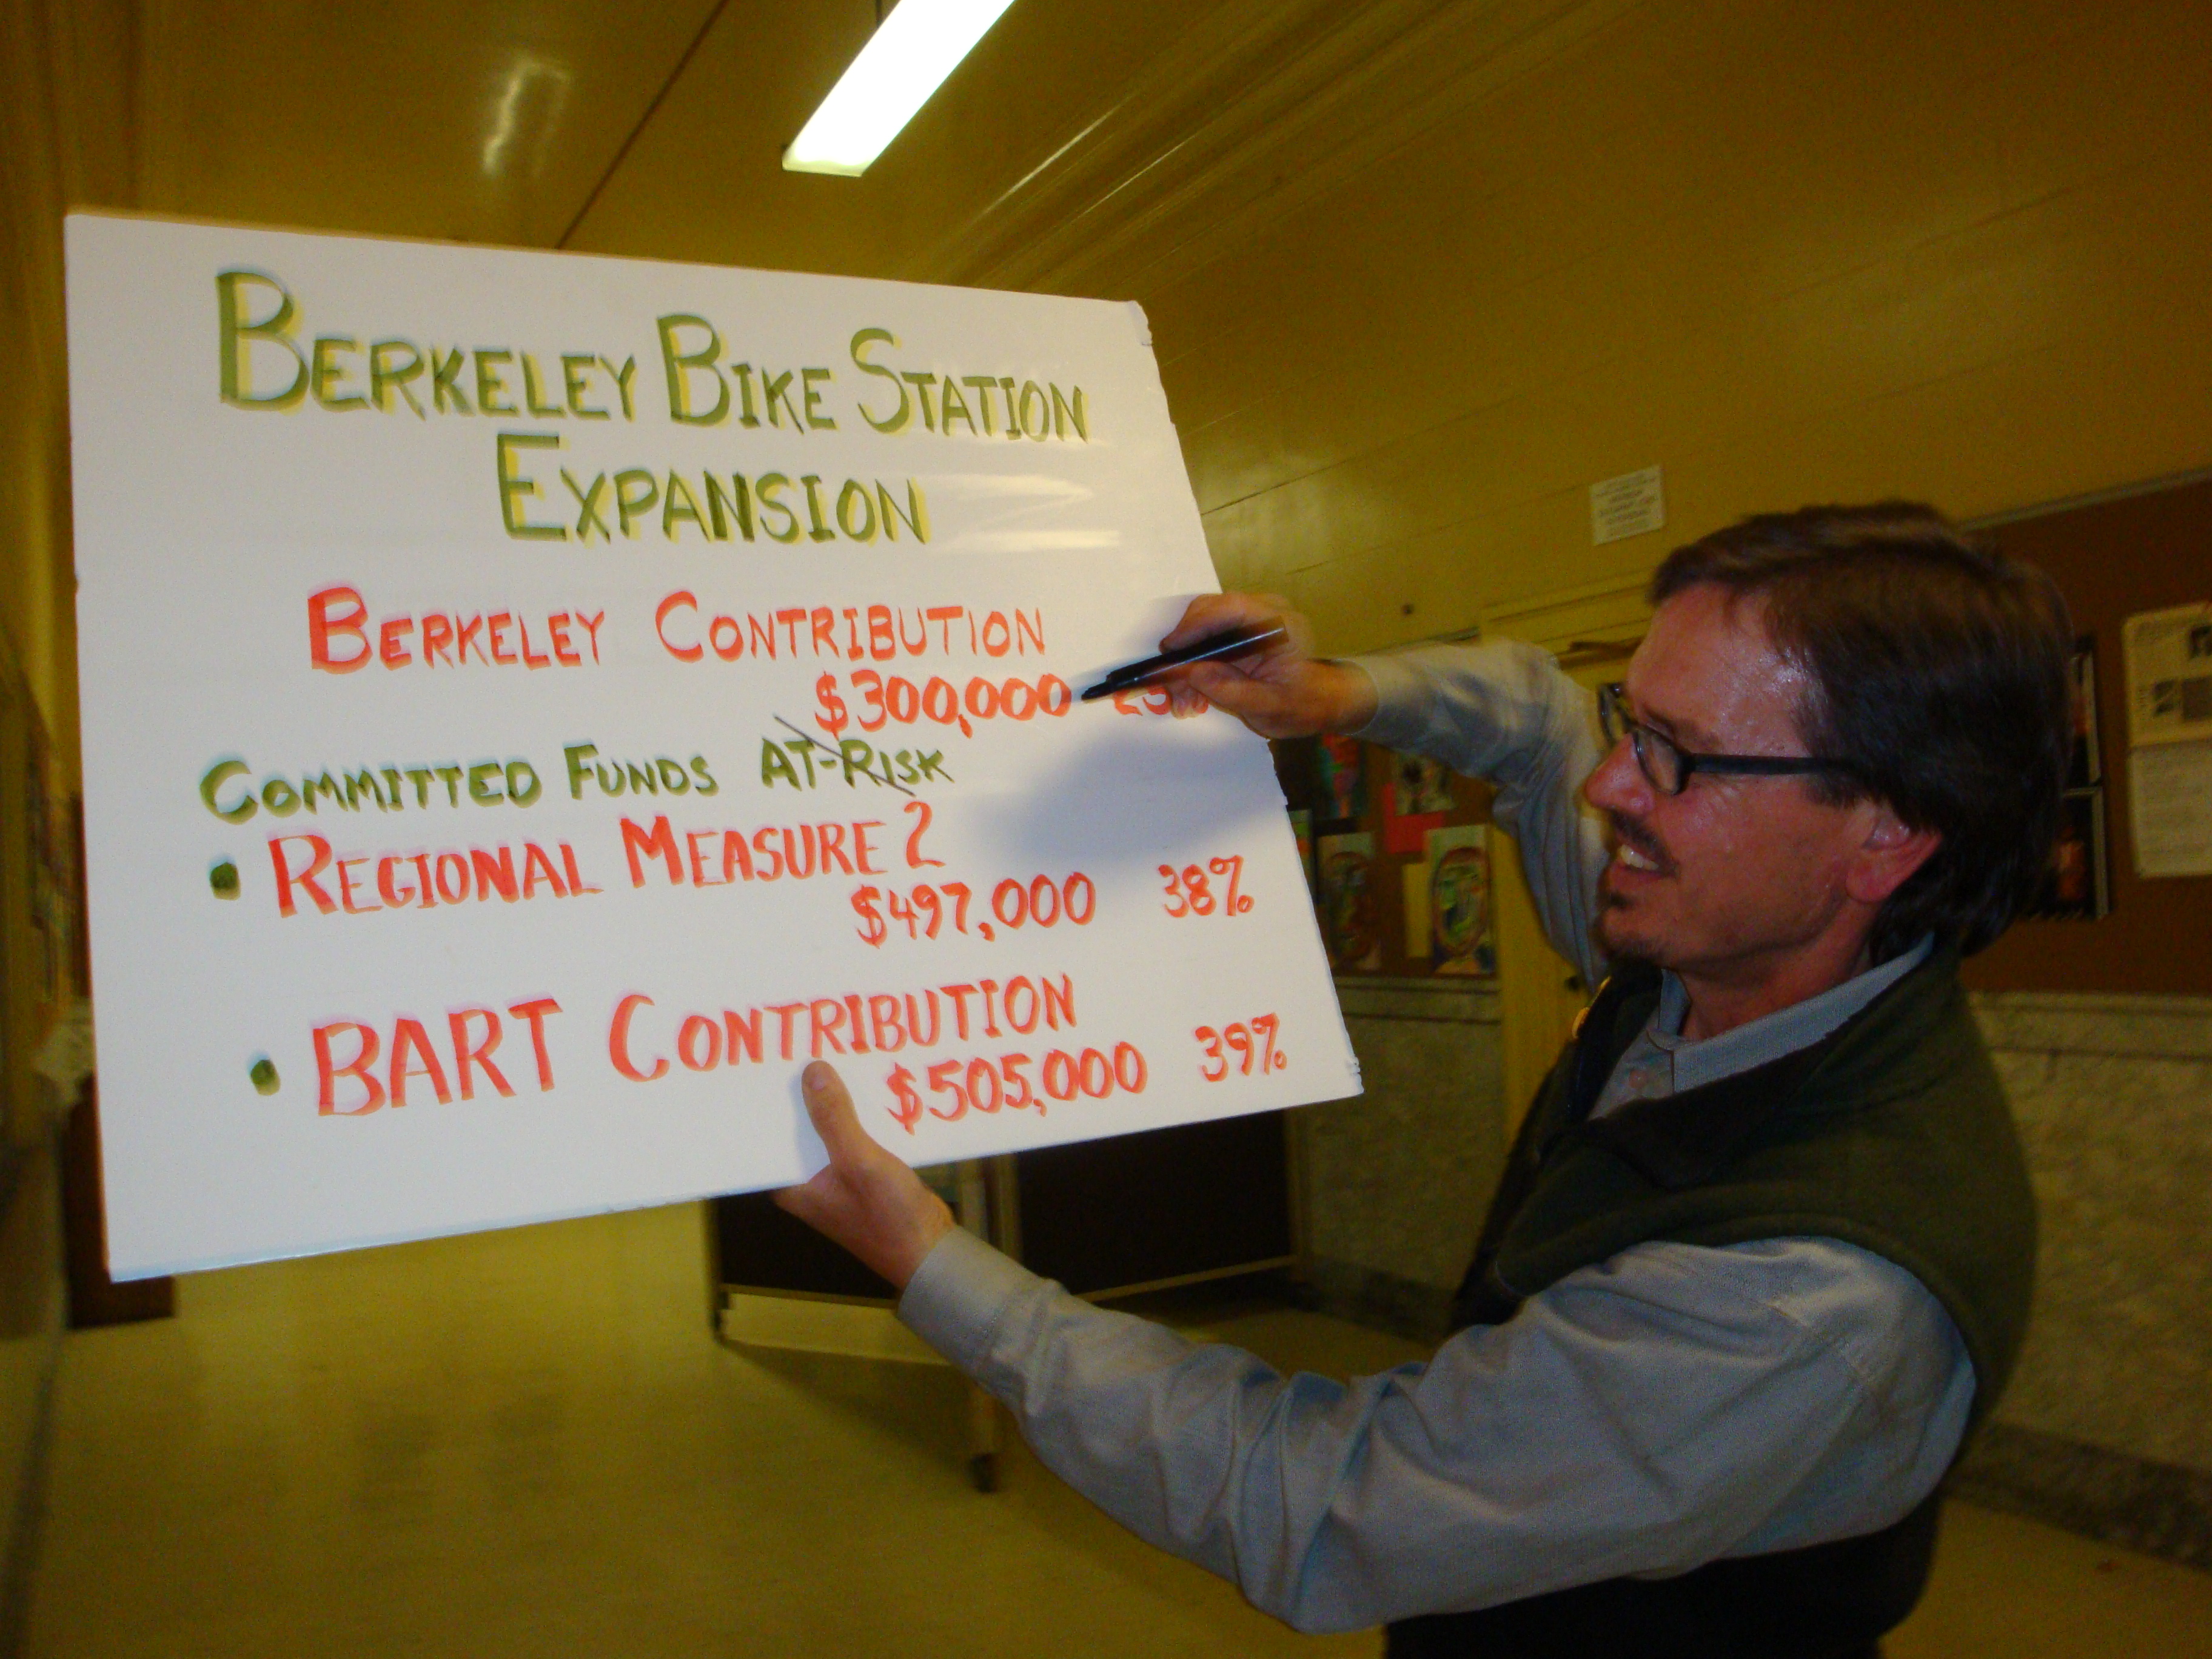 BERKELEY BIKE STATION
EXPANSION
BERKELEY CONTRIBUTION
$300,000
COMMITTED FUNDS AT-RISK
• REGIONAL MEASURE 2
$497,000 38%
• BART CONTRIBUTION
$505,000 39%